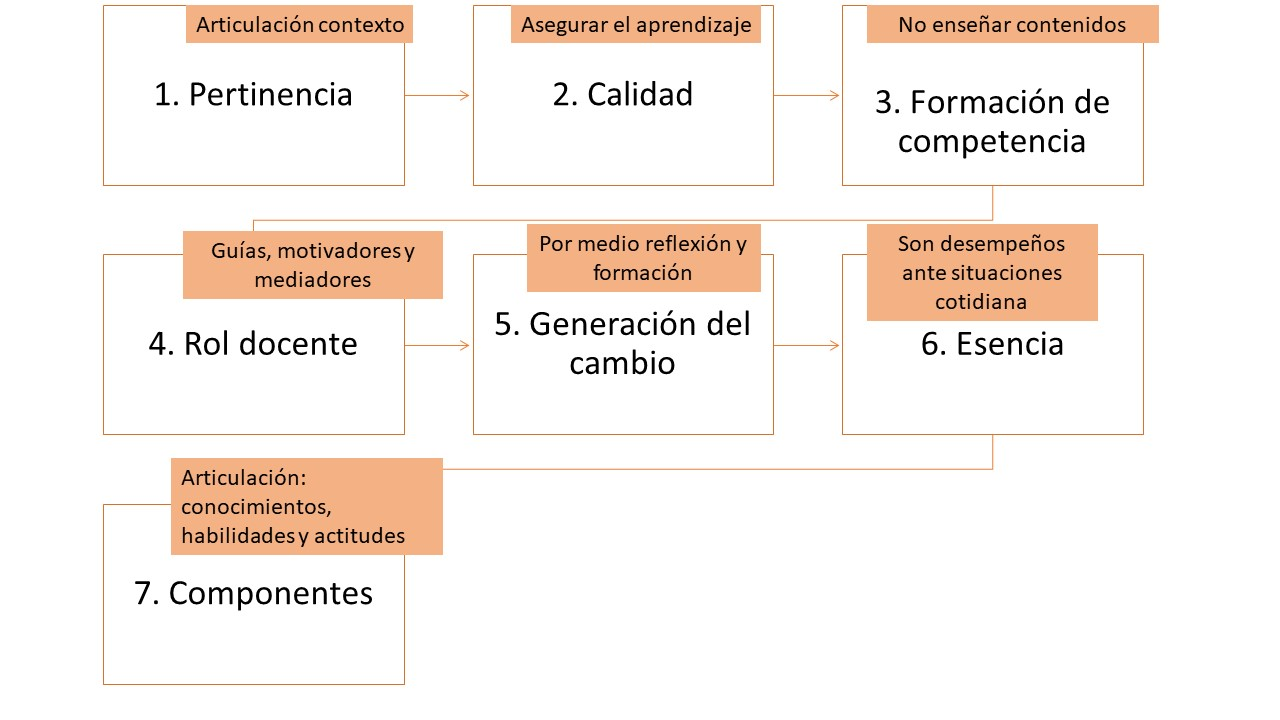 Articulación contexto
1. Pertinencia
Asegurar el aprendizaje
2. Calidad
No enseñar contenidos
3. Formación de
competencia
Guías, motivadores y
mediadores
4. Rol docente
Por medio reflexión y
formación
5. Generación del
cambio
Son desempeños
ante situaciones
cotidiana
6. Esencia
Articulación:
conocimientos,
habilidades y actitudes
7. Componentes